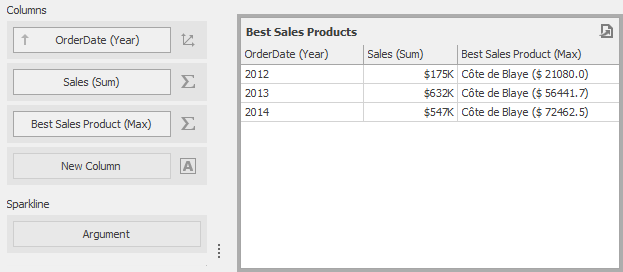 Columns
OrderDate (Year)
Sales (Sum)
Best Sales Product (Max)
New Column
A
Sparkline
Argument
Best Sales Products
OrderDate (Year) Sales (Sum) Best Sales Product (Max)
2012 $175K Côte de Blaye ($ 21080.0)
2013 $632K Côte de Blaye ($ 56441.7)
2014 $547K Côte de Blaye ($ 72462.5)